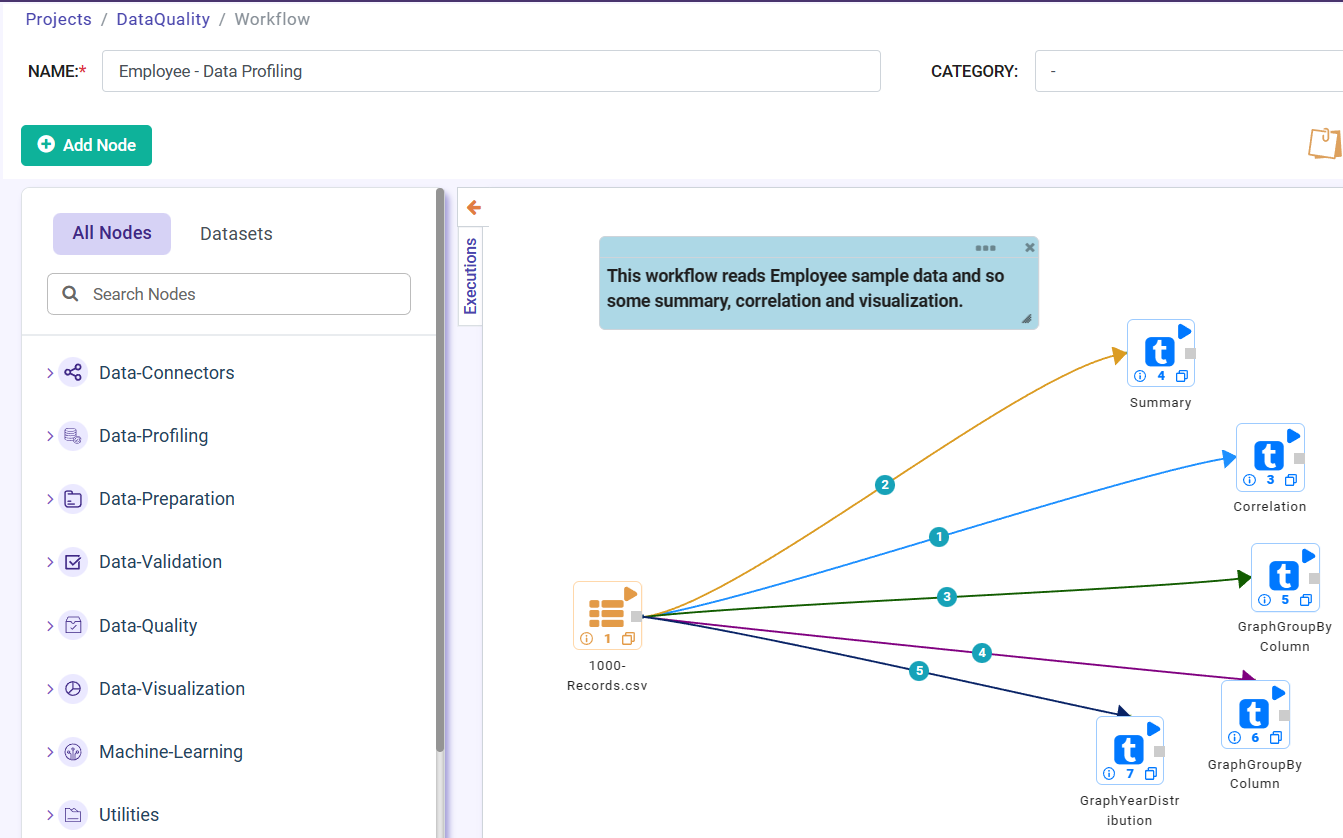 Projects / DataQuality / Workflow
NAME:* Employee - Data Profiling CATEGORY: -
Add Node
All Nodes Datasets
Search Nodes
Executions
Data-Connectors
Data-Profiling
Data-Preparation
Data-Validation
Data-Quality
Data-Visualization
Machine-Learning
Utilities
This workflow reads Employee sample data and so
some summary, correlation and visualization.
t
4
Summary
2
t
3
Correlation
1
t
5
GraphGroupBy
Column
3
1
1000-
Records.csv
4
t
6
GraphGroupBy
Column
5
t
7
GraphYearDistr
ibution